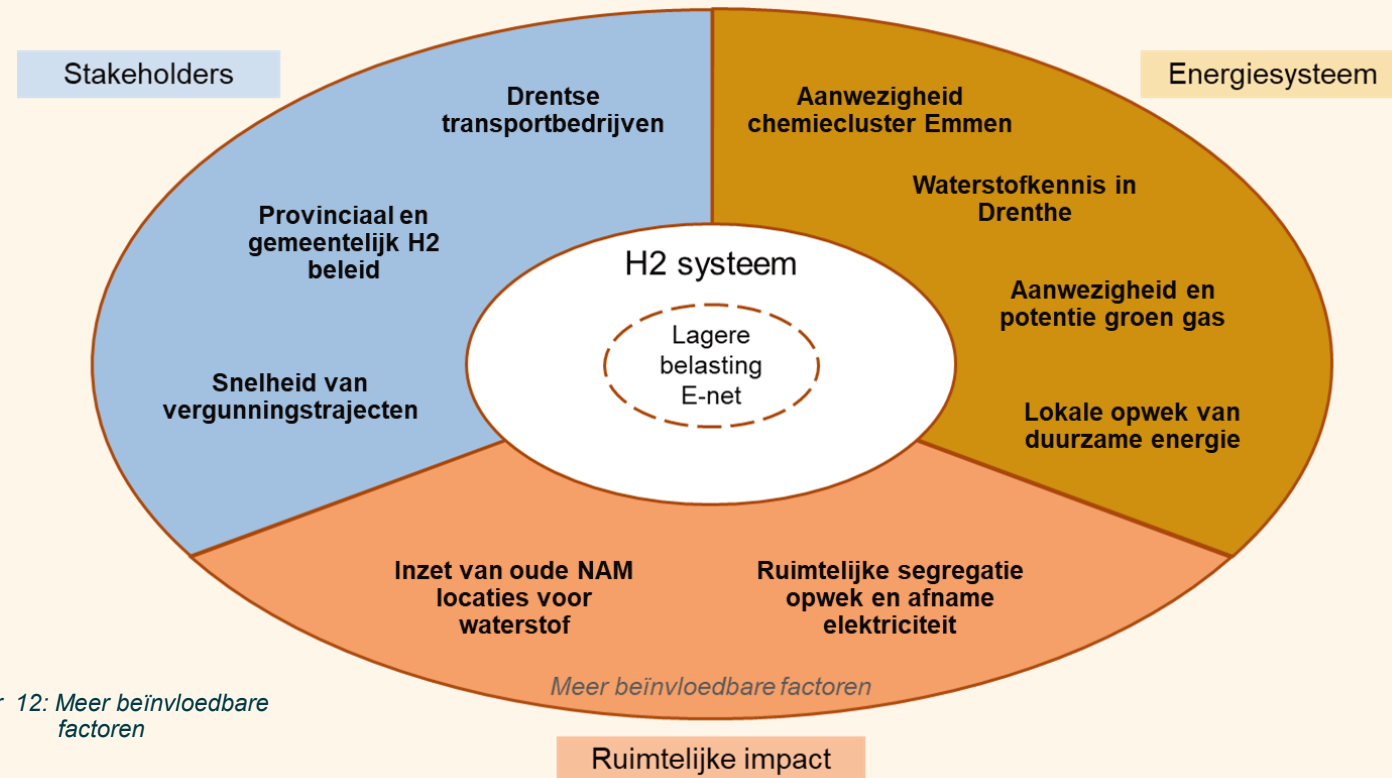 Stakeholders
Energiesysteem
Drentse
transportbedrijven
Aanwezigheid
chemiecluster Emmen
Provinciaal en
gemeentelijk H2
beleid
Waterstofkennis in
Drenthe
H2 systeem
Lagere
belasting
E-net
Aanwezigheid en
potentie groen gas
Snelheid van
vergunningstrajecten
Lokale opwek van
duurzame energie
Inzet van oude NAM
locaties voor
waterstof
Ruimtelijke segregatie
opwek en afname
elektriciteit
Meer beïnvloedbare factoren
12: Meer beïnvloedbare
factoren
Ruimtelijke impact